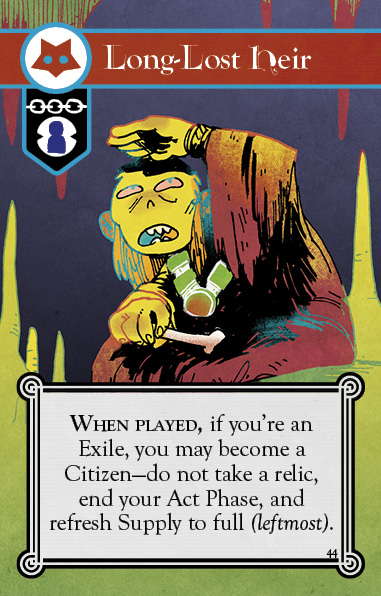 Long-Lost Heir
WHEN PLAYED, if you're an
Exile, you may become a
Citizen—do not take a relic,
end your Act Phase, and
refresh Supply to full (leftmost).
44